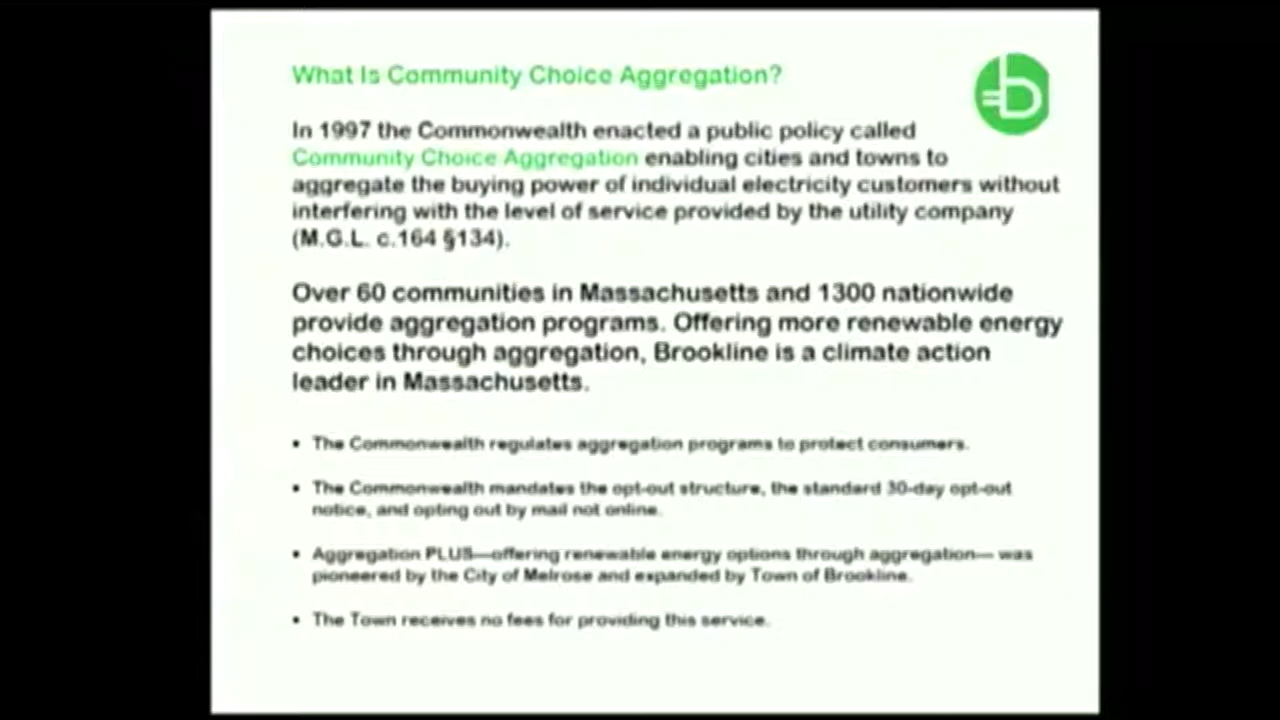 What Is Community Choice Aggregation?
In 1997 the Commonwealth enacted a public policy called
Community Choice Aggregation enabling cities and towns to
aggregate the buying power of individual electricity customers without
interfering with the level of service provided by the utility company
(M.G.L. c.164 §134).
Over 60 communities in Massachusetts and 1300 nationwide
provide aggregation programs. Offering more renewable energy
choices through aggregation, Brookline is a climate action
leader in Massachusetts.
• The Commonwealth regulates aggregation programs to protect consumers.
• The Commonwealth mandates the opt-out structure, the standard 30-day opt-out
notice, and opting out by mail not online.
• Aggregation PLUS—offering renewable energy options through aggregation— was
pioneered by the City of Melrose and expanded by Town of Brookline.
• The Town receives no fees for providing this service.